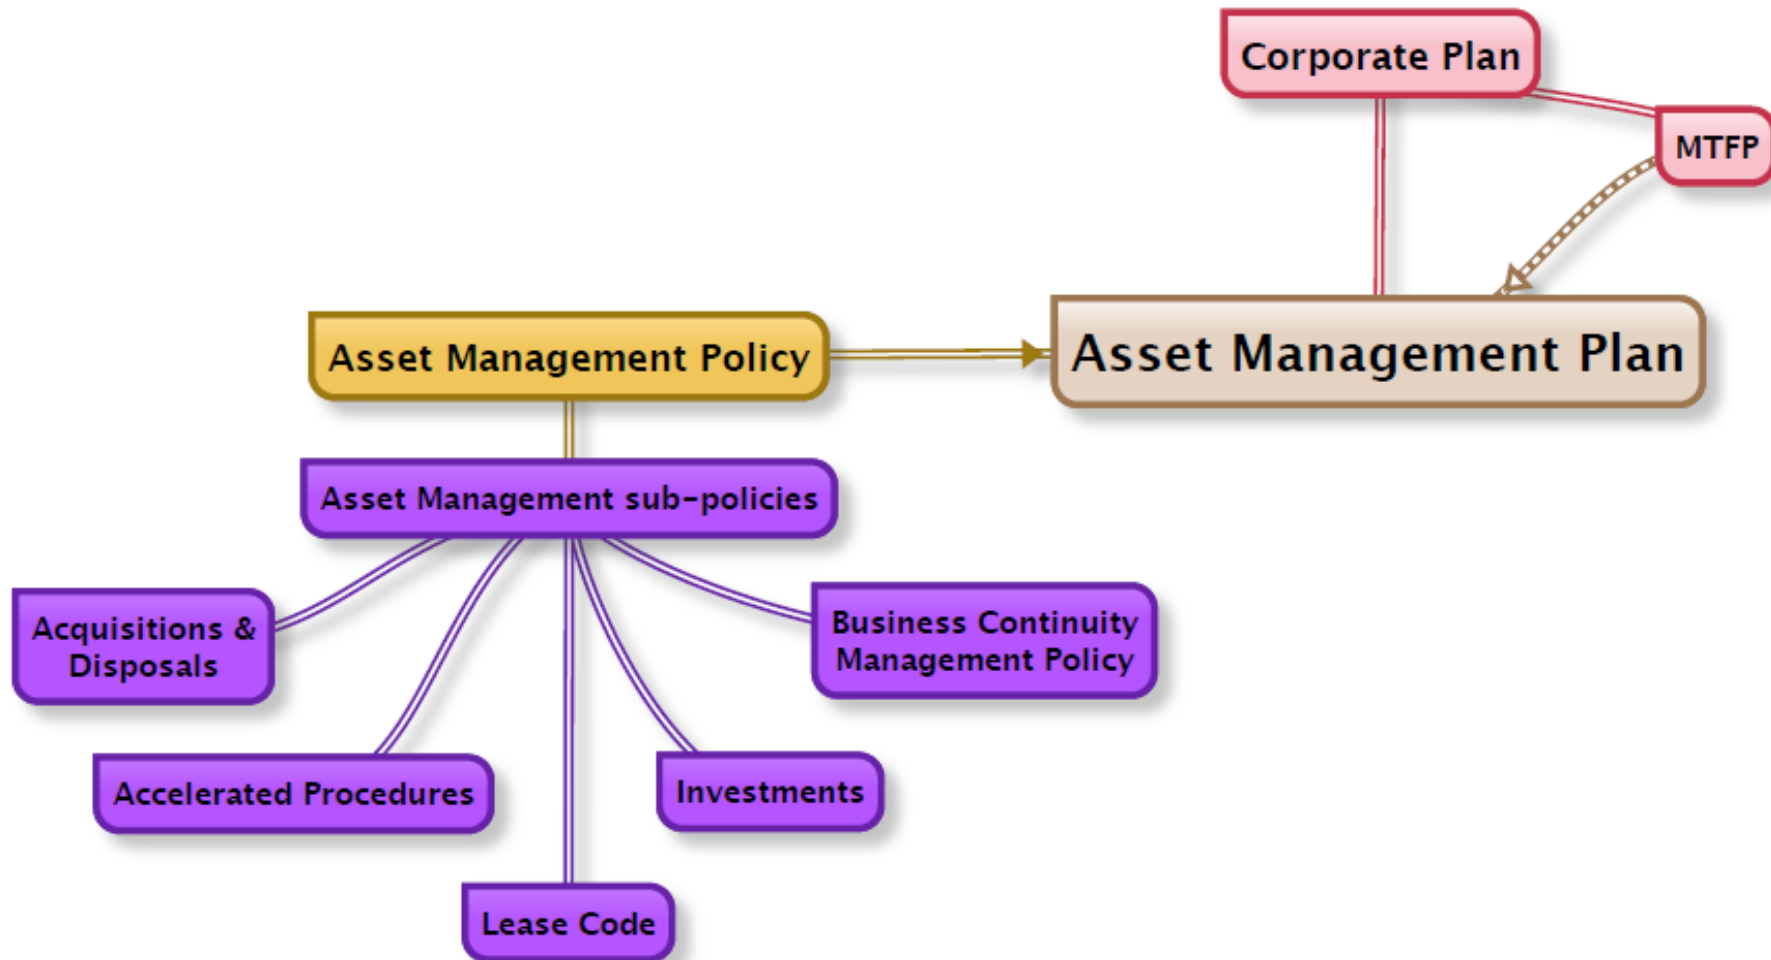 Corporate Plan
MTFP
Asset Management Policy
Asset Management Plan
Asset Management sub-policies
Acquisitions &
Disposals
Business Continuity
Management Policy
Accelerated Procedures
Investments
Lease Code